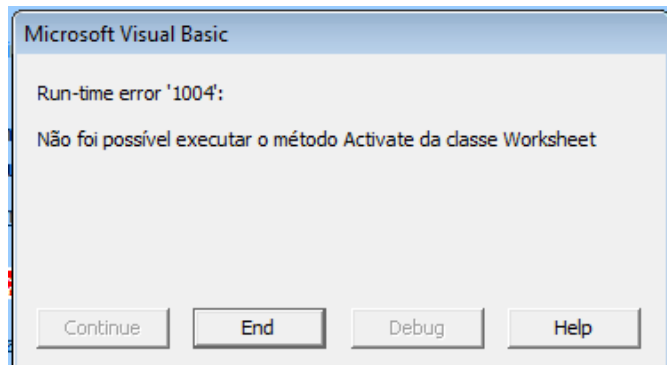 Microsoft Visual Basic
Run-time error '1004':
Não foi possível executar o método Activate da classe Worksheet
Continue
End
Debug
Help